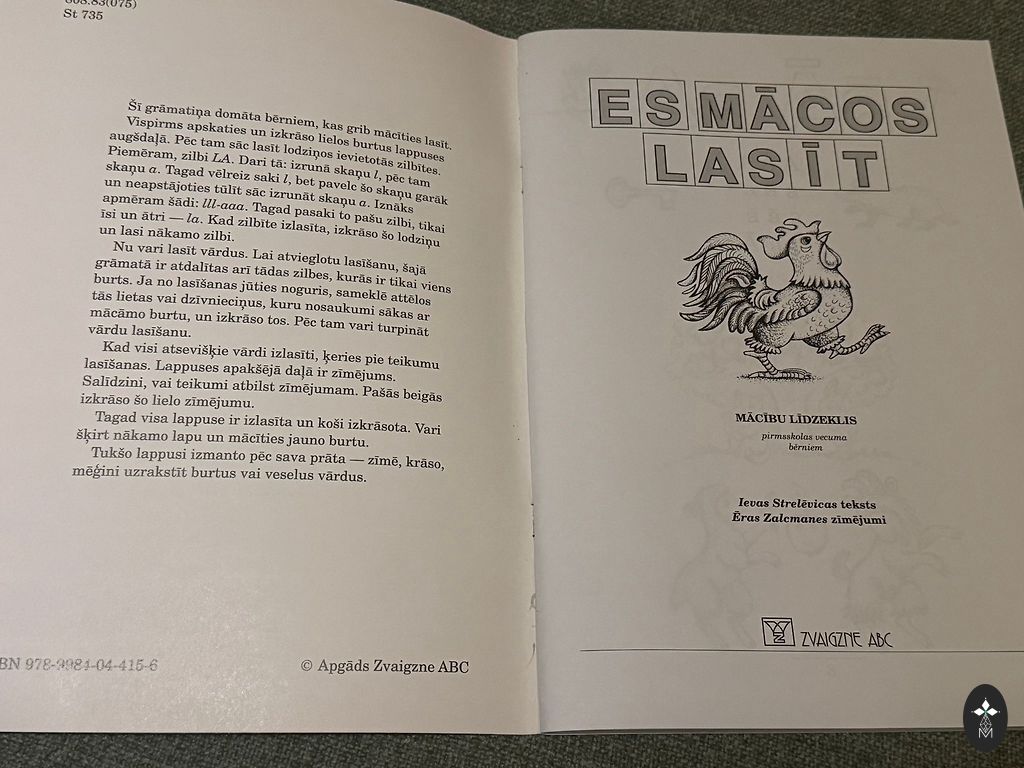 808.83(075)
St 735
Šī grāmatiņa domāta bērniem, kas grib mācīties lasīt.
Vispirms apskaties un izkrāso lielos burtus lappuses
augšdaļā. Pēc tam sāc lasīt lodziņos ievietotās zilbītes.
Piemēram, zilbi LA. Dari tā: izrunā skaņu l, pēc tam
skaņu a. Tagad vēlreiz saki l, bet pavelc šo skaņu garāk
un neapstājoties tūlīt sāc izrunāt skaņu a. Iznāks
apmēram šādi: lll-aaa. Tagad pasaki to pašu zilbi, tikai
īsi un ātri — la. Kad zilbīte izlasīta, izkrāso šo lodziņu
un lasi nākamo zilbi.
Nu vari lasīt vārdus. Lai atvieglotu lasīšanu, šajā
grāmatā ir atdalītas arī tādas zilbes, kurās ir tikai viens
burts. Ja no lasīšanas jūties noguris, sameklē attēlos
tās lietas vai dzīvnieciņus, kuru nosaukumi sākas ar
mācāmo burtu, un izkrāso tos. Pēc tam vari turpināt
vārdu lasīšanu.
Kad visi atsevišķie vārdi izlasīti, ķeries pie teikumu
lasīšanas. Lappuses apakšējā daļā ir zīmējums.
Salīdzini, vai teikumi atbilst zīmējumam. Pašās beigās
izkrāso šo lielo zīmējumu.
Tagad visa lappuse ir izlasīta un koši izkrāsota. Vari
šķirt nākamo lapu un mācīties jauno burtu.
Tukšo lappusi izmanto pēc sava prāta — zīmē, krāso,
mēģini uzrakstīt burtus vai veselus vārdus.
BN 978-9984-04-415-6
© Apgāds Zvaigzne ABC
ES MĀCOS
LASĪT
MĀCĪBU LĪDZEKLIS
pirmsskolas vecuma
bērniem
Ievas Strelēvicas teksts
Ēras Zalcmanes zīmējumi
ZVAIGZNE ABC
M